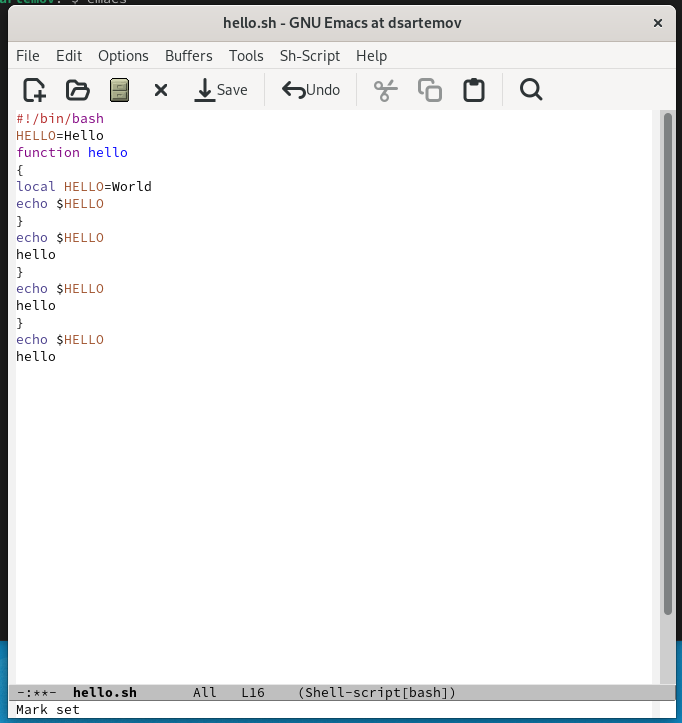 hello.sh - GNU Emacs at dsartemov
File Edit Options Buffers Tools Sh-Script Help
Save Undo
#!/bin/bash
HELLO=Hello
function hello
{
local HELLO=World
echo $HELLO
}
echo $HELLO
hello
}
echo $HELLO
hello
}
echo $HELLO
hello
-:**-  hello.sh       All   L16    (Shell-script[bash])
Mark set